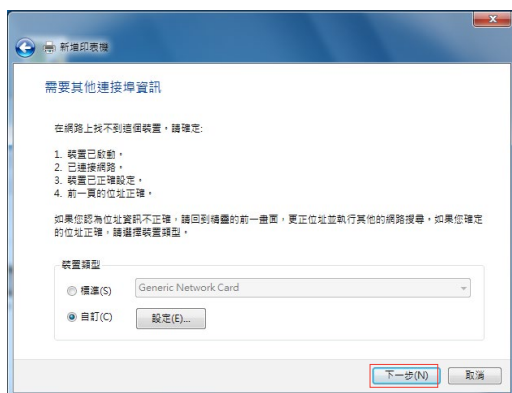 新增印表機
需要其他連接埠資訊
在網路上找不到這個裝置，請確定:
1. 裝置已啟動。
2. 已連接網路。
3. 裝置已正確設定。
4. 前一頁的位址正確。
如果您認為位址資訊不正確，請回到精靈的前一畫面，更正位址並執行其他的網路搜尋。如果您確定
的位址正確，請選擇裝置類型。
裝置類型
標準(S)
Generic Network Card
自訂(C)
設定(E)...
下一步(N)
取消